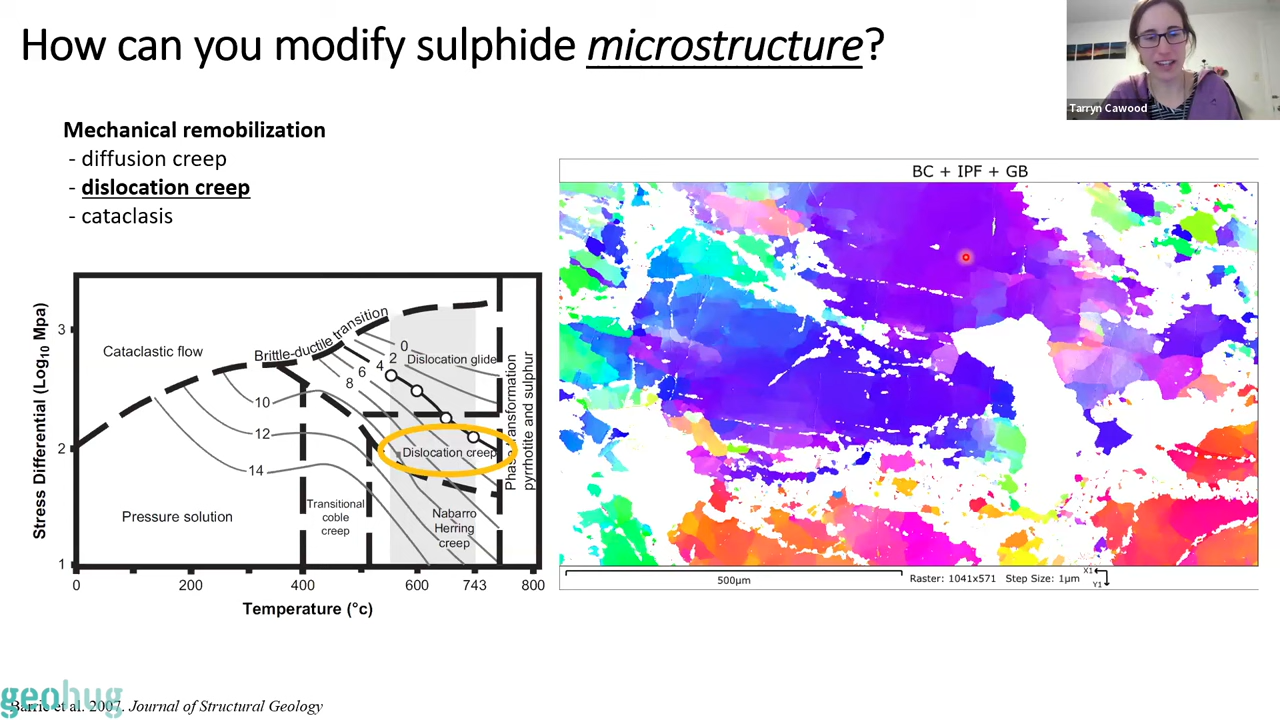 How can you modify sulphide microstructure?
Tarryn Cawood
Mechanical remobilization
- diffusion creep
- dislocation creep
- cataclasis
BC + IPF + GB
Stress Differential (Log10 Mpa)
3
2
1
Cataclastic flow
Brittle-ductile transition
0
2
4
6
8
10
12
14
Dislocation glide
Dislocation creep
Pressure solution
Transitional
coble
creep
Nabarro
Herring
creep
Phase transformation
pyrrhotite and sulphur
0
200
400
600
743
800
Temperature (°c)
500µm
Raster: 1041x571 Step Size: 1µm
X1
Y1
geohug
Barrie et al. 2007. Journal of Structural Geology